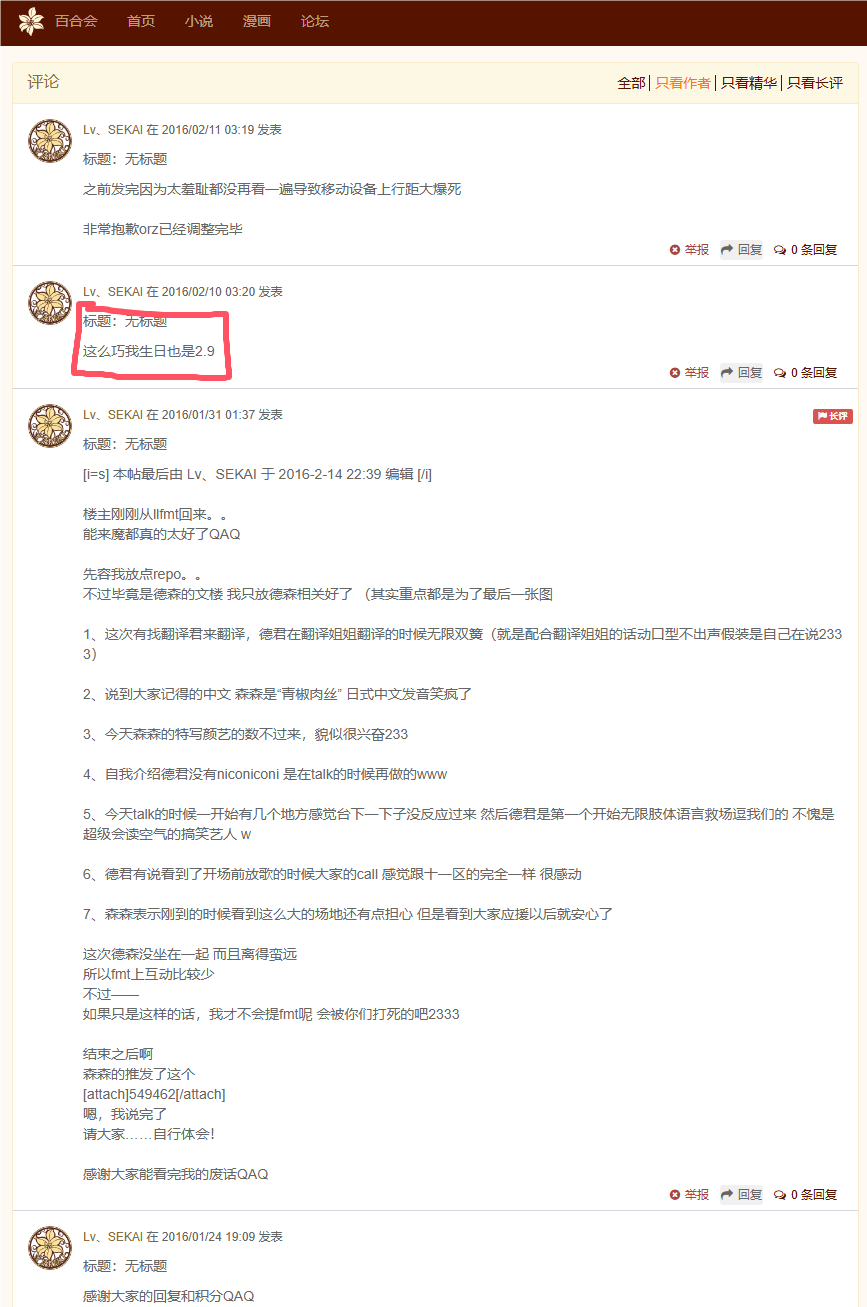 百合会 首页 小说 漫画 论坛
评论 全部 | 只看作者 | 只看精华 | 只看长评
Lv、SEKAI 在 2016/02/11 03:19 发表
标题：无标题
之前发完因为太羞耻都没再看一遍导致移动设备上行距大爆死
非常抱歉orz已经调整完毕
举报 回复 0 条回复
Lv、SEKAI 在 2016/02/10 03:20 发表
标题：无标题
这么巧我生日也是2.9
举报 回复 0 条回复
Lv、SEKAI 在 2016/01/31 01:37 发表 长评
标题：无标题
[i=s] 本帖最后由 Lv、SEKAI 于 2016-2-14 22:39 编辑 [/i]
楼主刚刚从llfmt回来。。
能来魔都真的太好了QAQ
先容我放点repo。。
不过毕竟是德森的文楼 我只放德森相关好了 （其实重点都是为了最后一张图
1、这次有找翻译君来翻译，德君在翻译姐姐翻译的时候无限双簧（就是配合翻译姐姐的话动口型不出声假装是自己在说233
3）
2、说到大家记得的中文 森森是“青椒肉丝” 日式中文发音笑疯了
3、今天森森的特写颜艺的数不过来，貌似很兴奋233
4、自我介绍德君没有niconiconi 是在talk的时候再做的www
5、今天talk的时候一开始有几个地方感觉台下一下子没反应过来 然后德君是第一个开始无限肢体语言救场逗我们的 不愧是
超级会读空气的搞笑艺人 w
6、德君有说看到了开场前放歌的时候大家的call 感觉跟十一区的完全一样 很感动
7、森森表示刚到的时候看到这么大的场地还有点担心 但是看到大家应援以后就安心了
这次德森没坐在一起 而且离得蛮远
所以fmt上互动比较少
不过——
如果只是这样的话，我才不会提fmt呢 会被你们打死的吧2333
结束之后啊
森森的推发了这个
[attach]549462[/attach]
嗯，我说完了
请大家……自行体会！
感谢大家能看完我的废话QAQ
举报 回复 0 条回复
Lv、SEKAI 在 2016/01/24 19:09 发表
标题：无标题
感谢大家的回复和积分QAQ